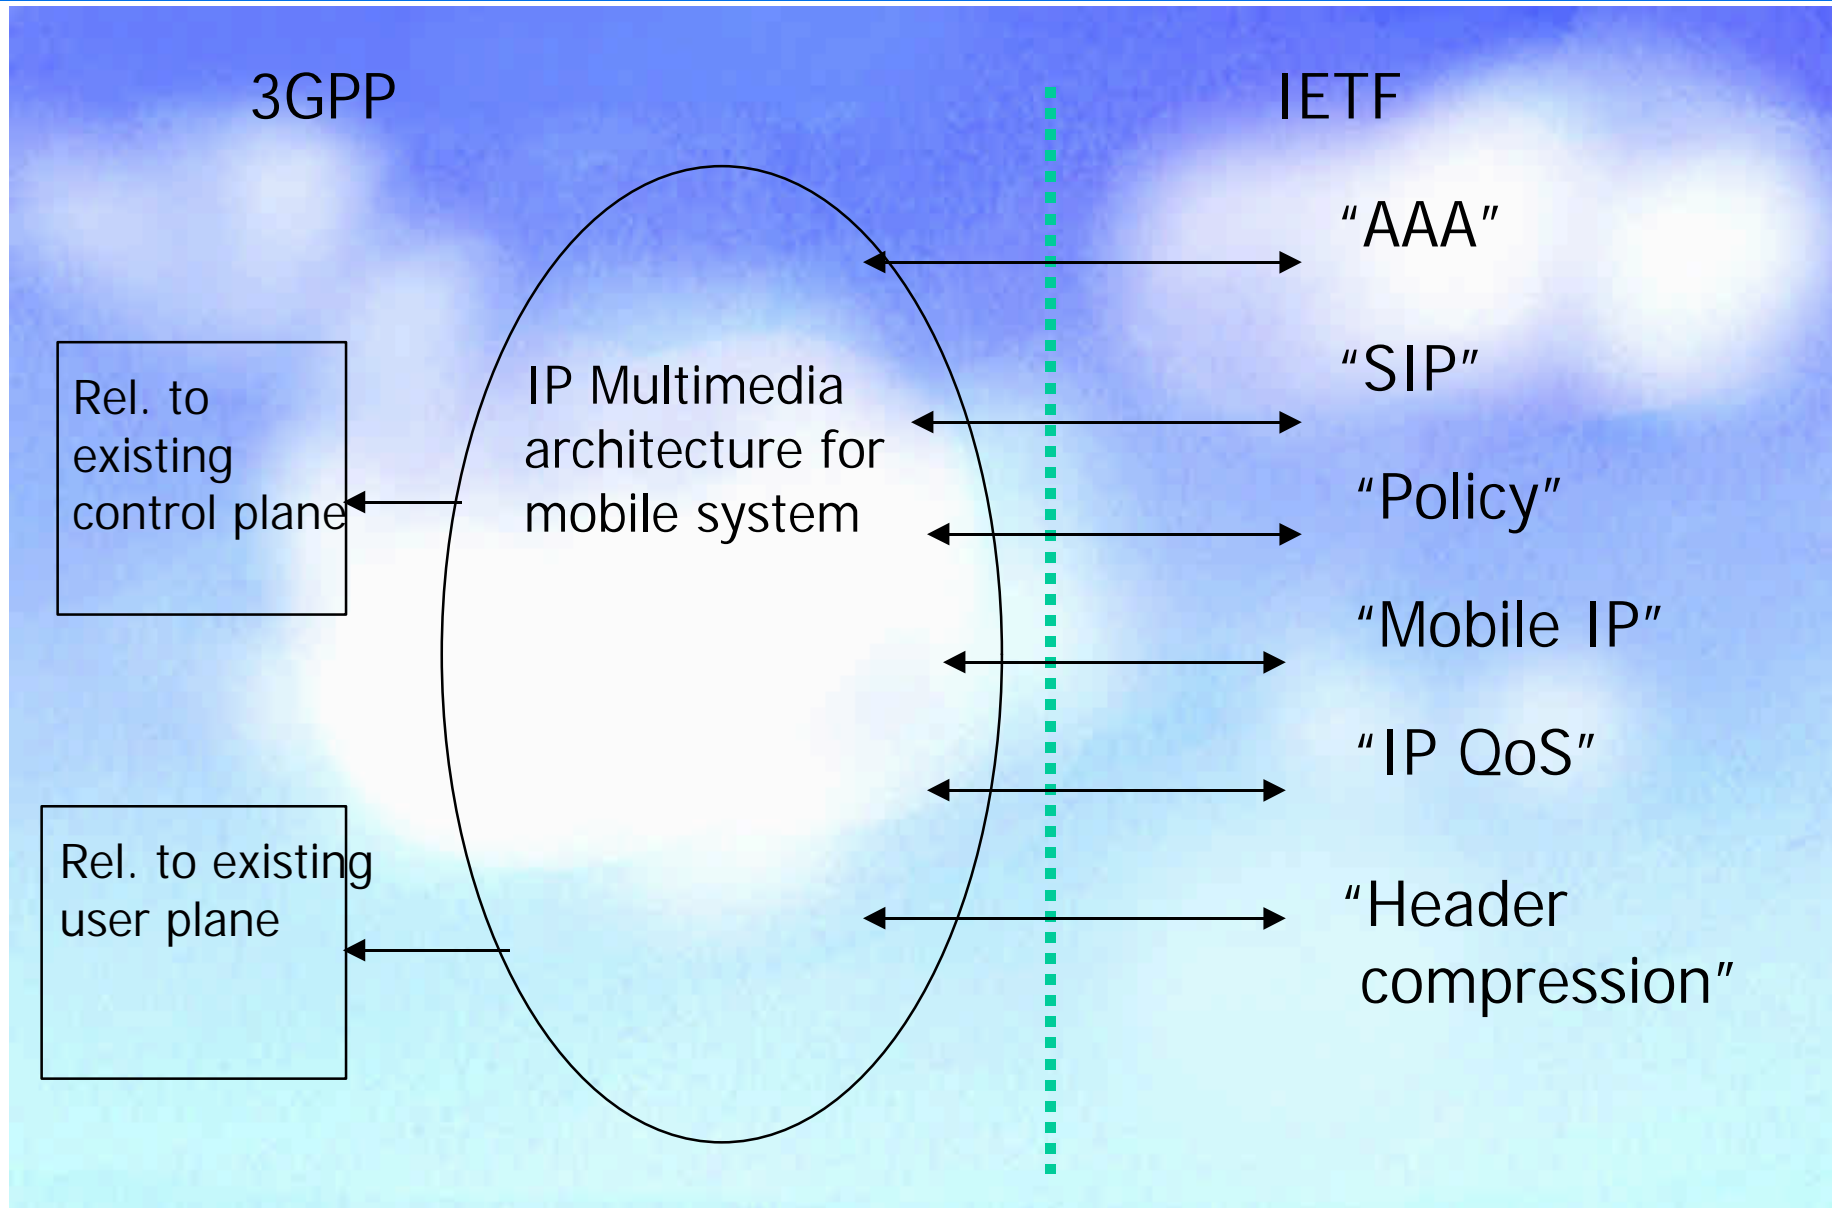 3GPP
IETF
Rel. to
existing
control plane
Rel. to existing
user plane
IP Multimedia
architecture for
mobile system
“AAA”
“SIP”
“Policy”
“Mobile IP”
“IP QoS”
“Header
compression”